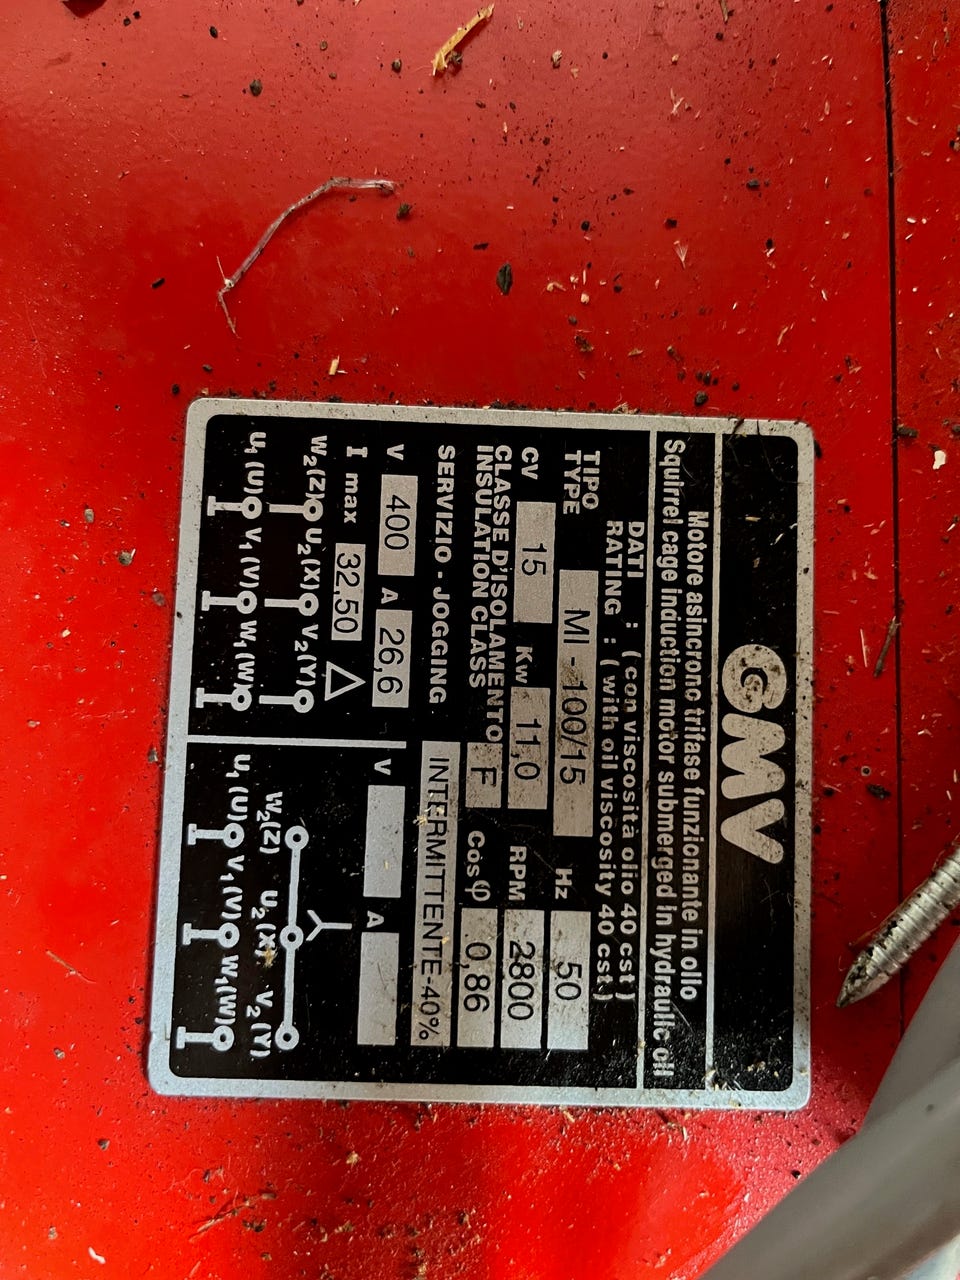 GMV
Motore asincrono trifase funzionante in olio
Squirrel cage induction motor submerged in hydraulic oil
DATI : (con viscosità olio 40 cst)
RATING : (with oil viscosity 40 cst.)
TIPO
TYPE MI - 100/15 Hz 50
CV 15 Kw 11,0 RPM 2800
CLASSE D'ISOLAMENTO
INSULATION CLASS F cosφ 0,86
SERVIZIO - JOGGING INTERMITTENTE-40%
V 400 A 26,6
I max 32.50 Δ
W2(Z) U2(X) V2(Y)
U1(U) V1(V) W1(W)
V A
Y
W2(Z) U2(X) V2(Y)
U1(U) V1(V) W1(W)